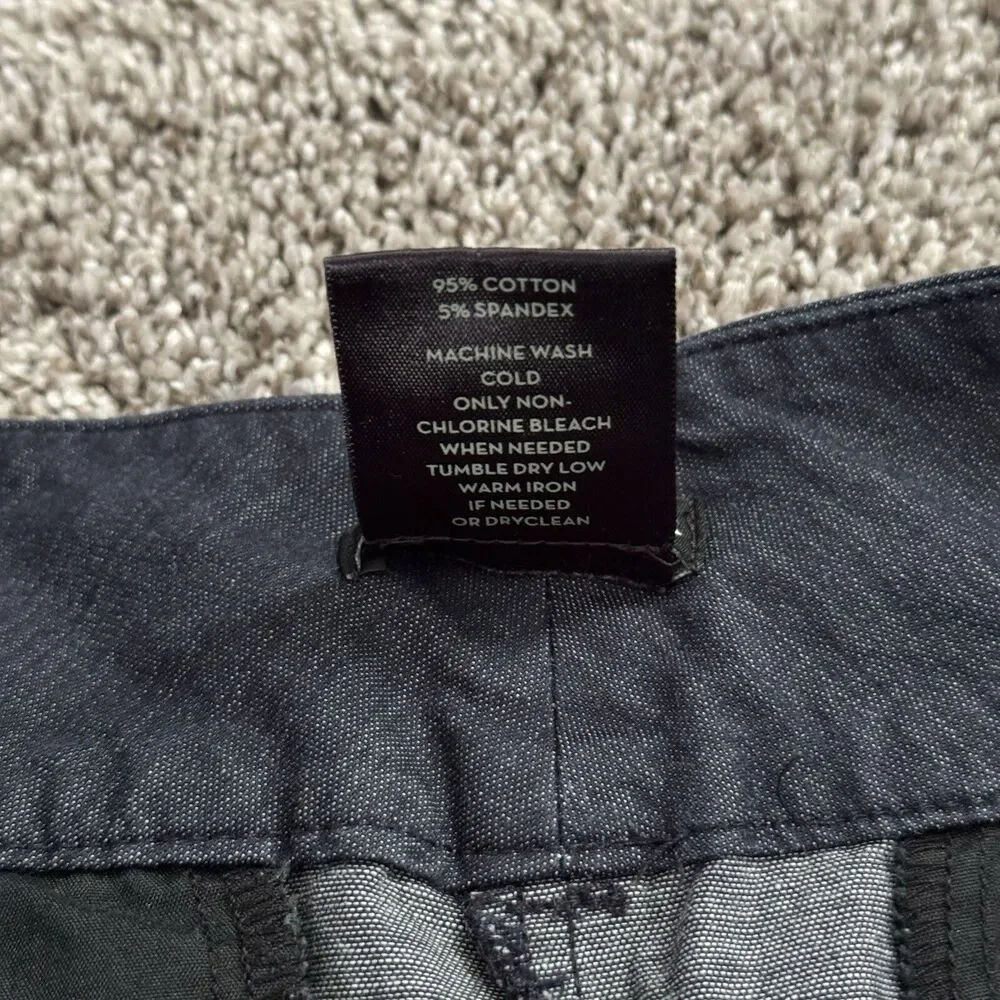 95% COTTON
5% SPANDEX
MACHINE WASH
COLD
ONLY NON-
CHLORINE BLEACH
WHEN NEEDED
TUMBLE DRY LOW
WARM IRON
IF NEEDED
OR DRYCLEAN